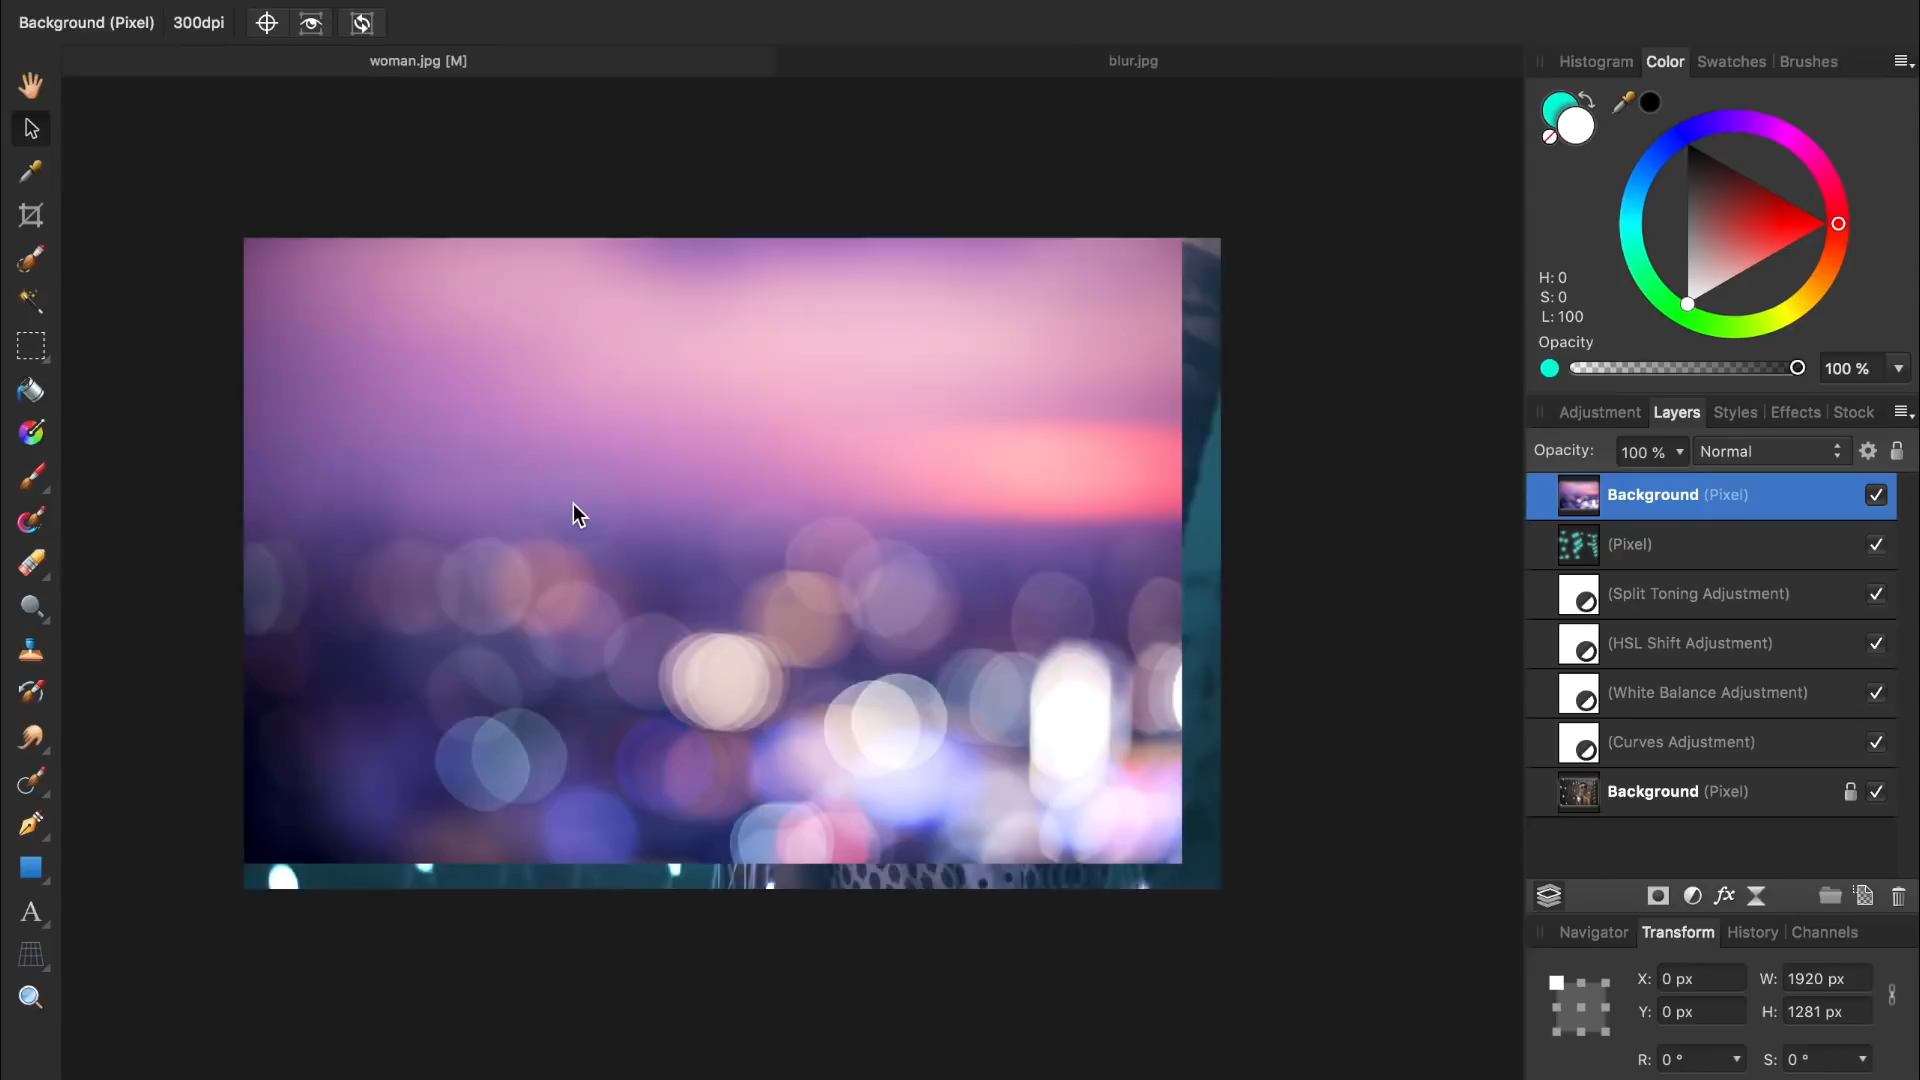 Background (Pixel) 300dpi
woman.jpg [M] blur.jpg
Histogram Color Swatches Brushes
H: 0
S: 0
L: 100
Opacity
100 %
Adjustment Layers Styles Effects Stock
Opacity: 100 % Normal
Background (Pixel)
(Pixel)
(Split Toning Adjustment)
(HSL Shift Adjustment)
(White Balance Adjustment)
(Curves Adjustment)
Background (Pixel)
fx
A
Navigator Transform History Channels
X: 0 px W: 1920 px
Y: 0 px H: 1281 px
R: 0 ° S: 0 °